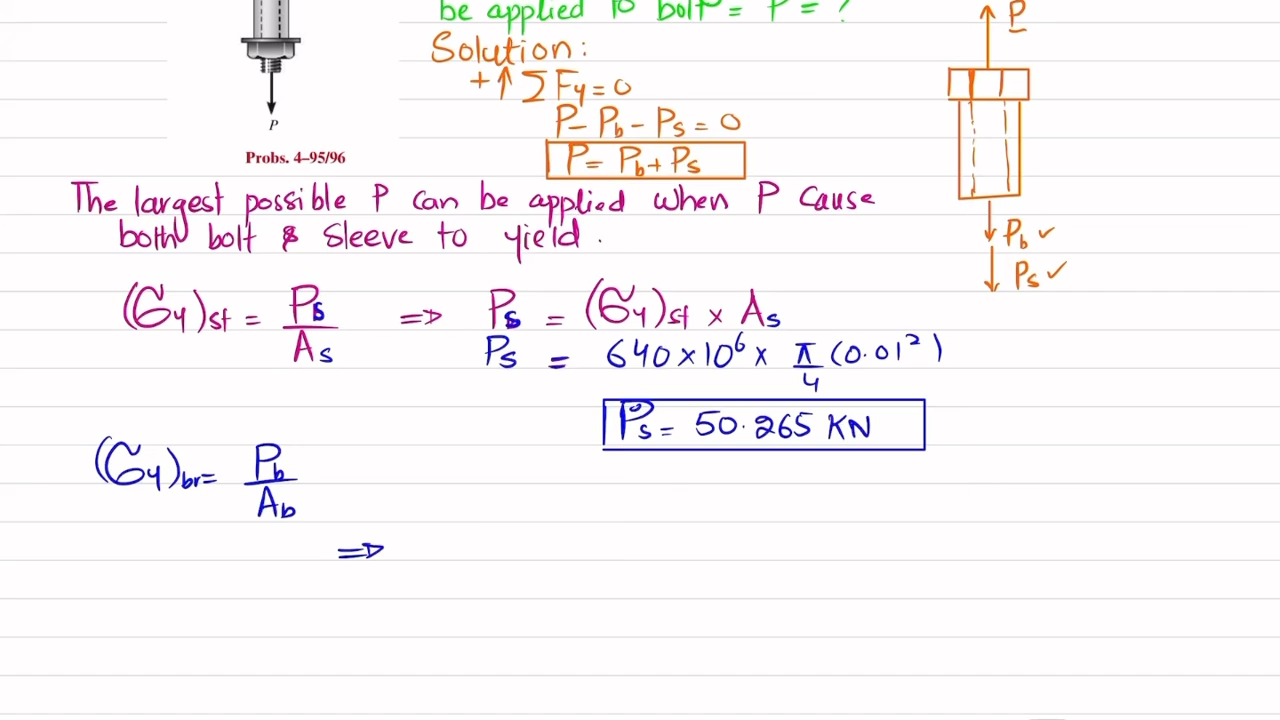 be applied to bolt = P = ?
P
Solution:
+↑ ΣFy = 0
P - Pb - Ps = 0
P = Pb + Ps
P
Probs. 4–95/96
The largest possible P can be applied when P cause
both bolt & sleeve to yield.
Pb ✓
Ps ✓
(σy)st = Ps / As ⇒ Ps = (σy)st × As
Ps = 640 × 10⁶ × π/4 (0.01²)
Ps = 50.265 KN
(σy)br = Pb / Ab
⇒